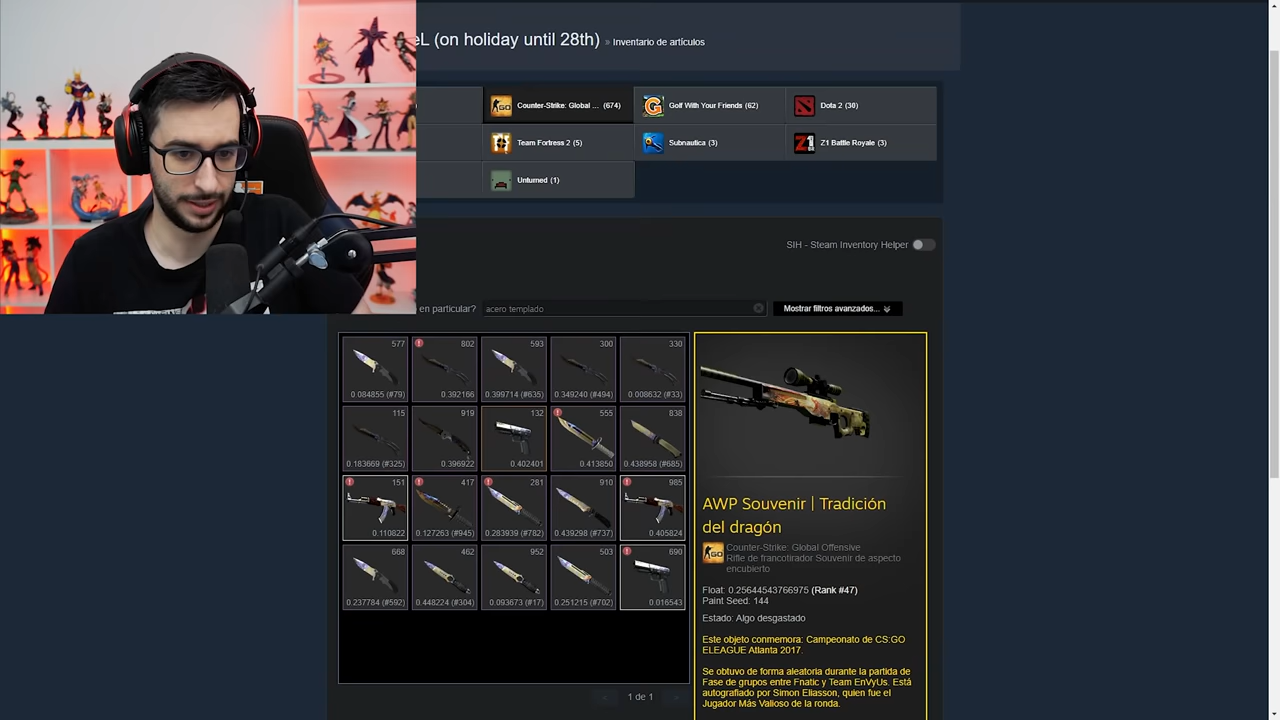 eL (on holiday until 28th) » Inventario de artículos
Counter-Strike: Global ... (674)
Golf With Your Friends (62)
Dota 2 (30)
Team Fortress 2 (5)
Subnautica (3)
Z1 Battle Royale (3)
Unturned (1)
SIH - Steam Inventory Helper
en particular?
acero templado
Mostrar filtros avanzados...
577
802
593
300
330
0.084855 (#79)
0.392166
0.399714 (#635)
0.349240 (#494)
0.008632 (#33)
115
919
132
555
838
0.183669 (#325)
0.396922
0.402401
0.413850
0.438958 (#685)
151
417
281
910
985
0.110822
0.127263 (#945)
0.283939 (#782)
0.439298 (#737)
0.405824
668
462
952
503
690
0.237784 (#592)
0.448224 (#304)
0.093673 (#17)
0.251215 (#702)
0.016543
1 de 1
AWP Souvenir | Tradición
del dragón
Counter-Strike: Global Offensive
Rifle de francotirador Souvenir de aspecto
encubierto
Float: 0.25644543766975 (Rank #47)
Paint Seed: 144
Estado: Algo desgastado
Este objeto conmemora: Campeonato de CS:GO
ELEAGUE Atlanta 2017.
Se obtuvo de forma aleatoria durante la partida de
Fase de grupos entre Fnatic y Team EnVyUs. Está
autografiado por Simon Eliasson, quien fue el
Jugador Más Valioso de la ronda.